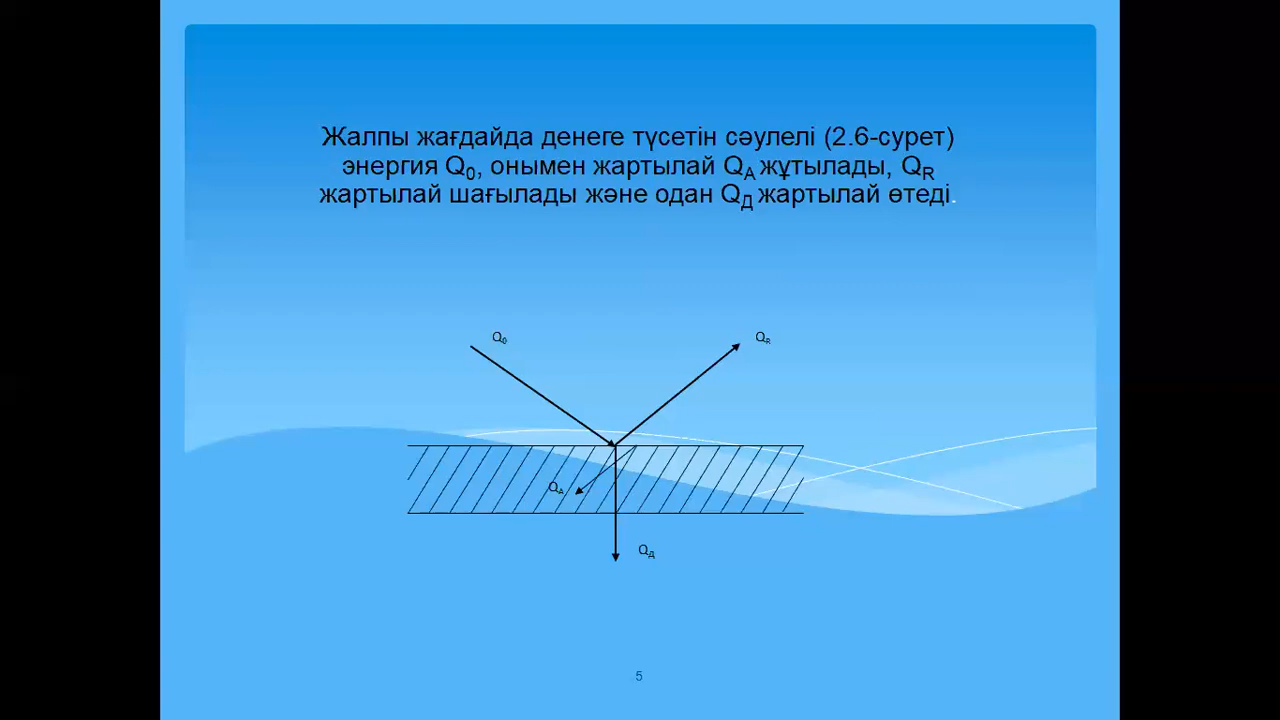 Жалпы жағдайда денеге түсетін сәулелі (2.6-сурет)
энергия Q0, онымен жартылай QA жұтылады, QR
жартылай шағылады және одан QД жартылай өтеді.
Q0
QR
QA
QД
5